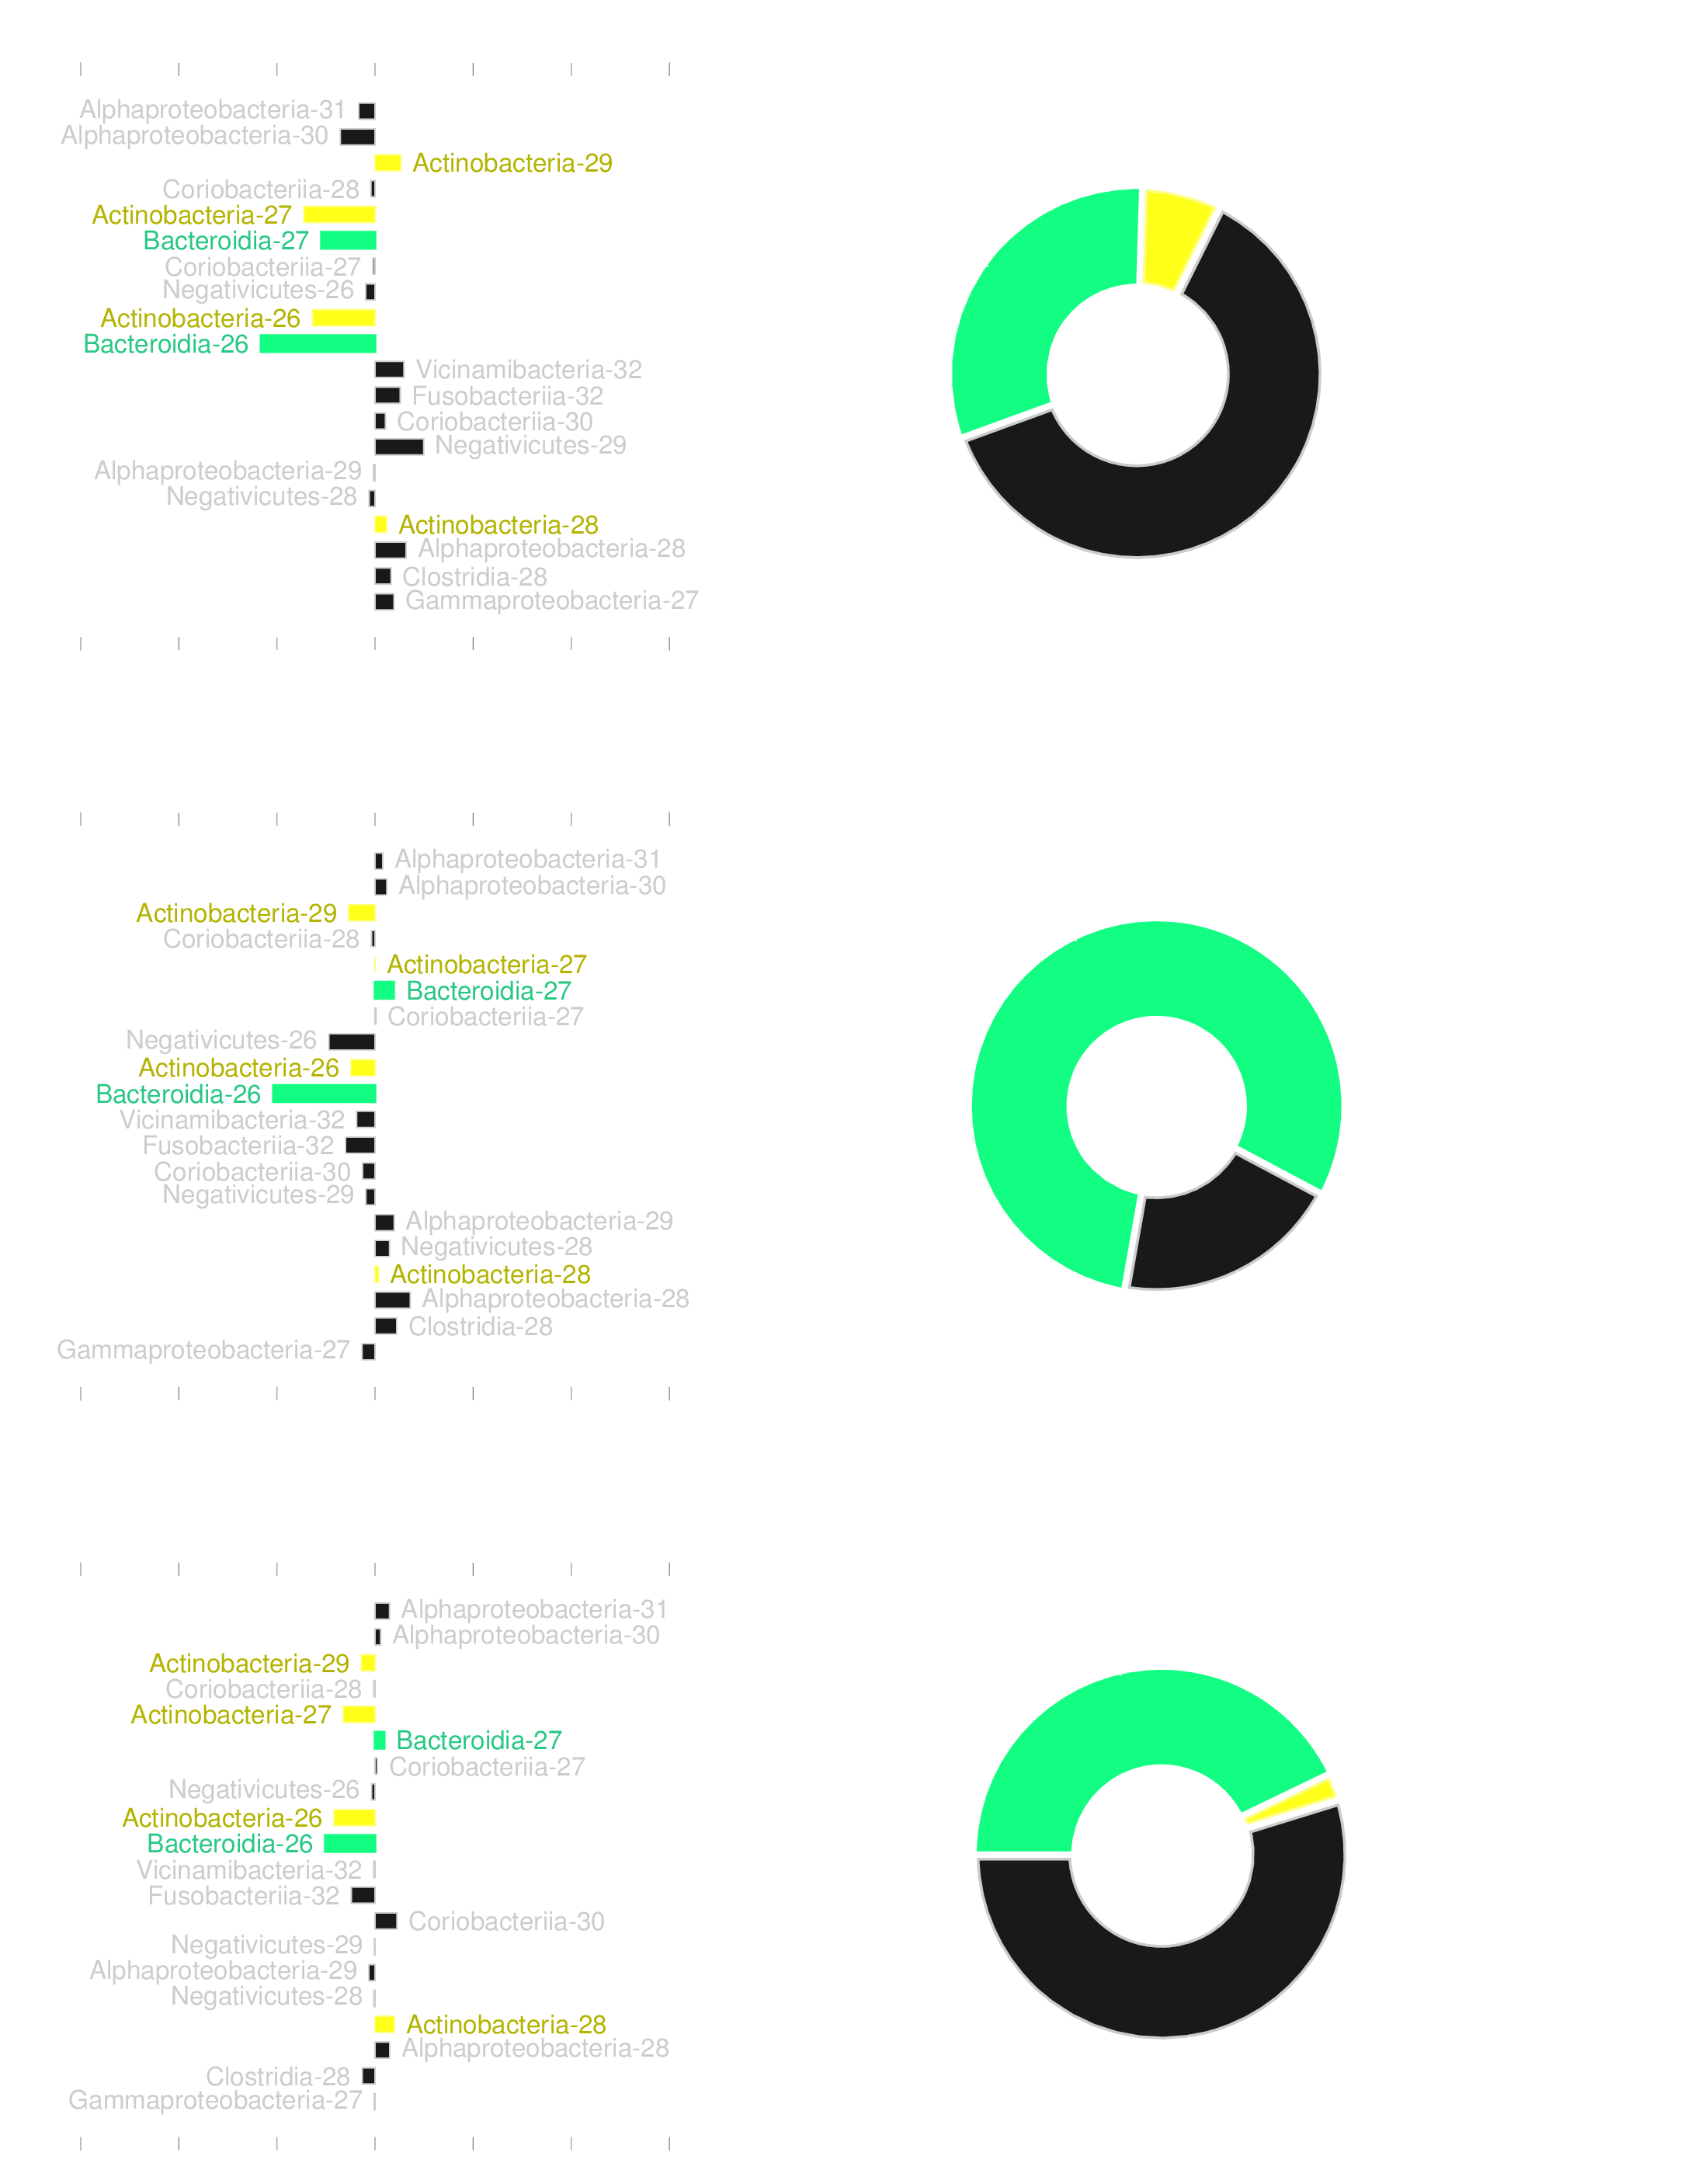 Alphaproteobacteria-31
Alphaproteobacteria-30
Actinobacteria-29
Coriobacteriia-28
Actinobacteria-27
Bacteroidia-27
Coriobacteriia-27
Negativicutes-26
Actinobacteria-26
Bacteroidia-26
Vicinamibacteria-32
Fusobacteriia-32
Coriobacteriia-30
Negativicutes-29
Alphaproteobacteria-29
Negativicutes-28
Actinobacteria-28
Alphaproteobacteria-28
Clostridia-28
Gammaproteobacteria-27
Alphaproteobacteria-31
Alphaproteobacteria-30
Actinobacteria-29
Coriobacteriia-28
Actinobacteria-27
Bacteroidia-27
Coriobacteriia-27
Negativicutes-26
Actinobacteria-26
Bacteroidia-26
Vicinamibacteria-32
Fusobacteriia-32
Coriobacteriia-30
Negativicutes-29
Alphaproteobacteria-29
Negativicutes-28
Actinobacteria-28
Alphaproteobacteria-28
Clostridia-28
Gammaproteobacteria-27
Alphaproteobacteria-31
Alphaproteobacteria-30
Actinobacteria-29
Coriobacteriia-28
Actinobacteria-27
Bacteroidia-27
Coriobacteriia-27
Negativicutes-26
Actinobacteria-26
Bacteroidia-26
Vicinamibacteria-32
Fusobacteriia-32
Coriobacteriia-30
Negativicutes-29
Alphaproteobacteria-29
Negativicutes-28
Actinobacteria-28
Alphaproteobacteria-28
Clostridia-28
Gammaproteobacteria-27